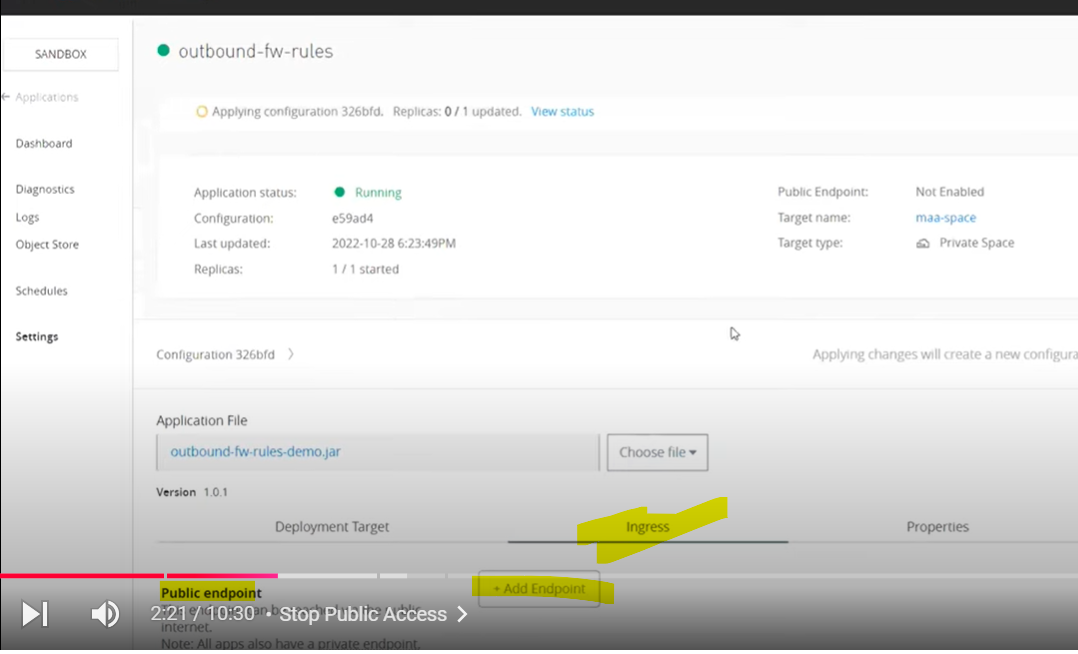 SANDBOX
outbound-fw-rules
← Applications
Applying configuration 326bfd. Replicas: 0 / 1 updated. View status
Dashboard
Diagnostics
Logs
Object Store
Schedules
Settings
Application status: Running
Configuration: e59ad4
Last updated: 2022-10-28 6:23:49PM
Replicas: 1 / 1 started
Public Endpoint: Not Enabled
Target name: maa-space
Target type: Private Space
Configuration 326bfd >
Applying changes will create a new configura
Application File
outbound-fw-rules-demo.jar
Choose file
Version 1.0.1
Deployment Target
Ingress
Properties
Public endpoint
+ Add Endpoint
2:21 / 10:30 • Stop Public Access >
internet.
Note: All apps also have a private endpoint.